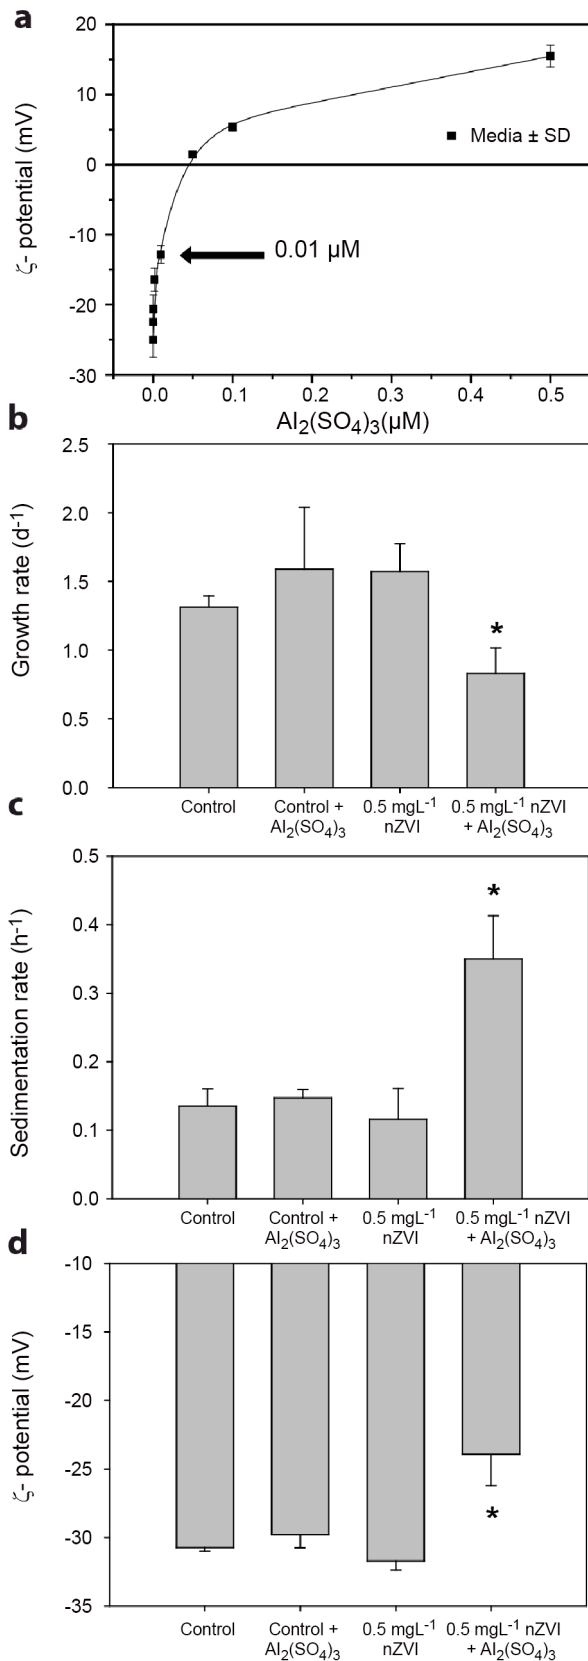 a
20
10
0
-10
-20
-30
ζ- potential (mV)
Media ± SD
0.01 µM
0.0 0.1 0.2 0.3 0.4 0.5
Al₂(SO₄)₃(µM)
b
2.5
2.0
1.5
1.0
0.5
0.0
Growth rate (d⁻¹)
*
Control Control + 0.5 mgL⁻¹ 0.5 mgL⁻¹ nZVI
Al₂(SO₄)₃ nZVI + Al₂(SO₄)₃
c
0.5
0.4
0.3
0.2
0.1
0.0
Sedimentation rate (h⁻¹)
*
Control Control + 0.5 mgL⁻¹ 0.5 mgL⁻¹ nZVI
Al₂(SO₄)₃ nZVI + Al₂(SO₄)₃
d
-10
-15
-20
-25
-30
-35
ζ- potential (mV)
*
Control Control + 0.5 mgL⁻¹ 0.5 mgL⁻¹ nZVI
Al₂(SO₄)₃ nZVI + Al₂(SO₄)₃